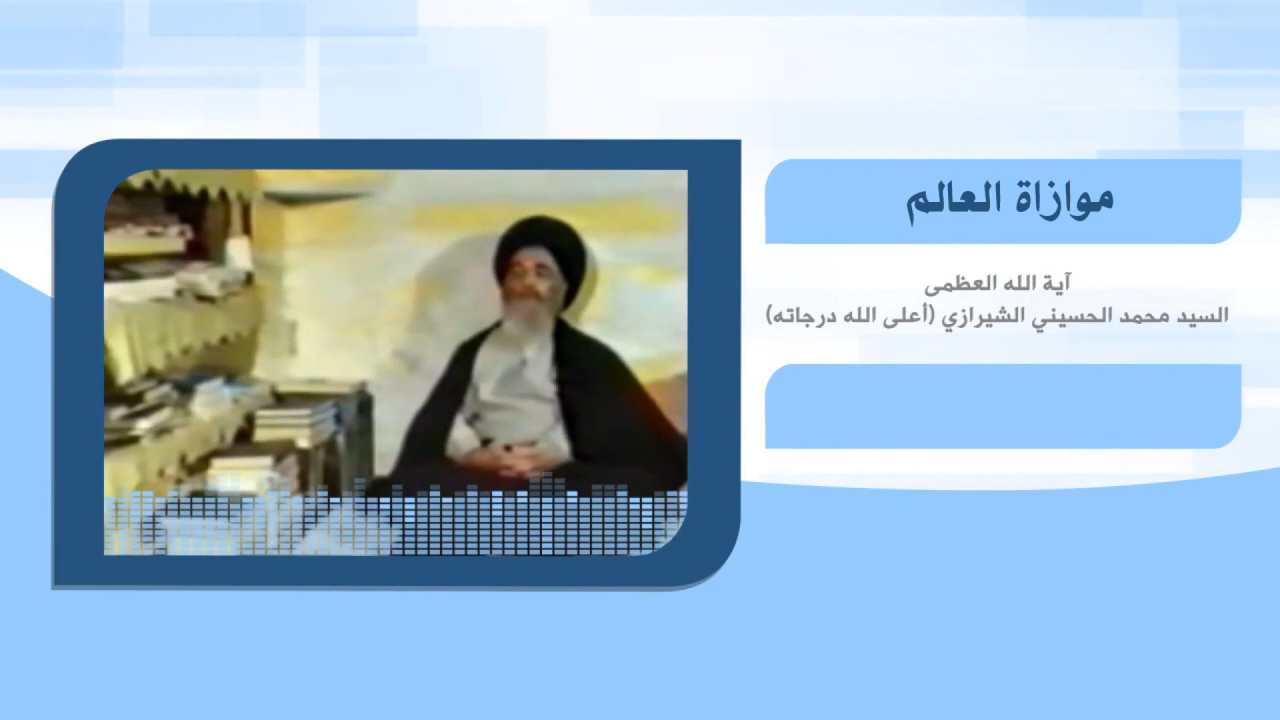 موازاة العالم
آية الله العظمى
السيد محمد الحسيني الشيرازي (أعلى الله درجاته)